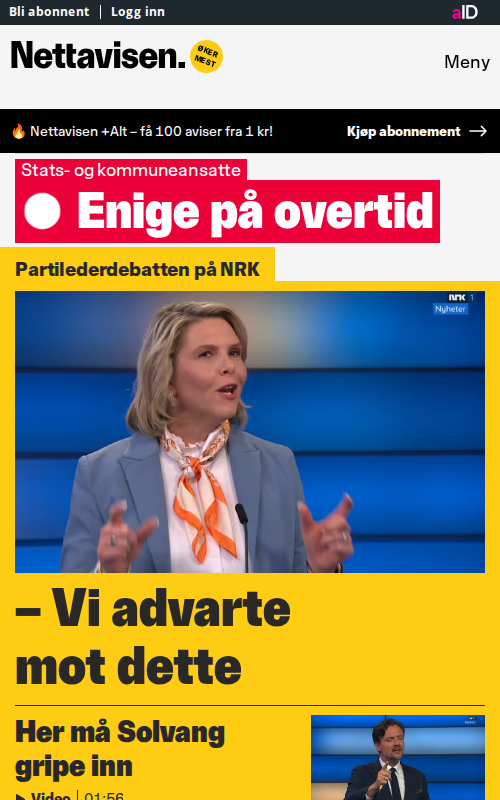 Bli abonnent | Logg inn
aID
Nettavisen.
ØKER
MEST
Meny
🔥 Nettavisen +Alt – få 100 aviser fra 1 kr!
Kjøp abonnement →
Stats- og kommuneansatte
Enige på overtid
Partilederdebatten på NRK
NRK 1
Nyheter
– Vi advarte
mot dette
Her må Solvang
gripe inn
Video | 01:56